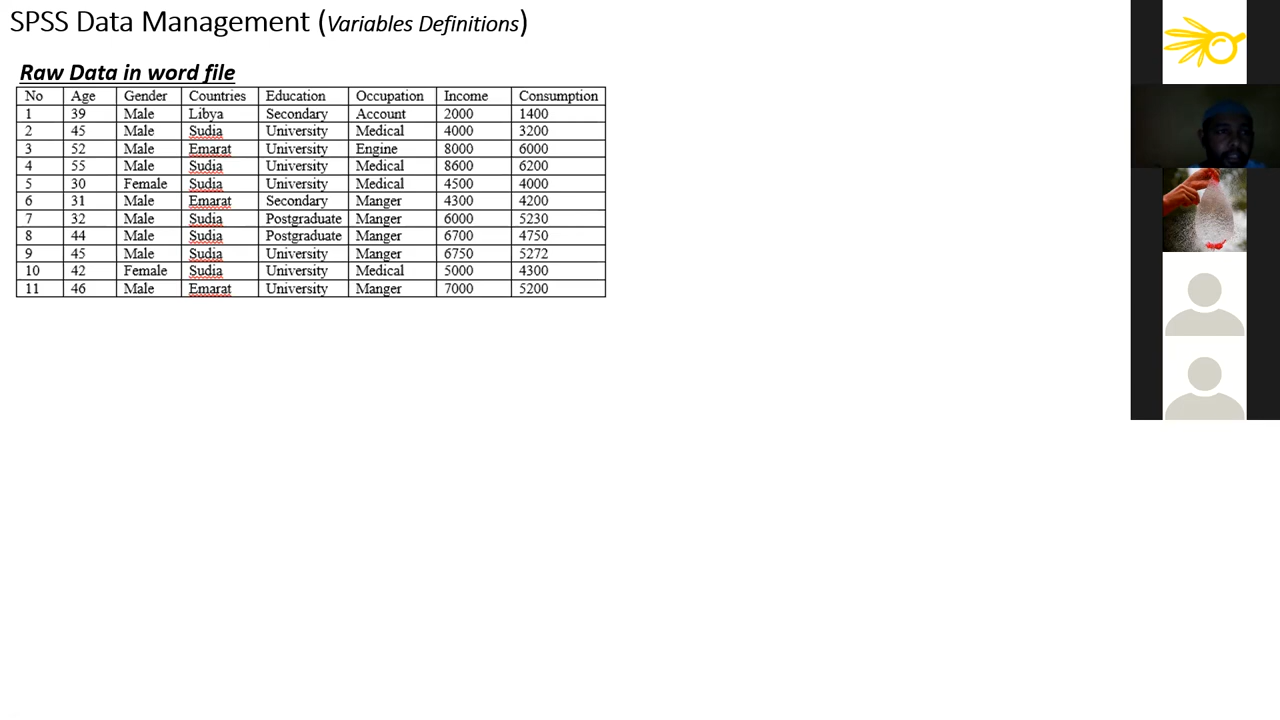 SPSS Data Management (Variables Definitions)
Raw Data in word file
No Age Gender Countries Education Occupation Income Consumption
1 39 Male Libya Secondary Account 2000 1400
2 45 Male Sudia University Medical 4000 3200
3 52 Male Emarat University Engine 8000 6000
4 55 Male Sudia University Medical 8600 6200
5 30 Female Sudia University Medical 4500 4000
6 31 Male Emarat Secondary Manger 4300 4200
7 32 Male Sudia Postgraduate Manger 6000 5230
8 44 Male Sudia Postgraduate Manger 6700 4750
9 45 Male Sudia University Manger 6750 5272
10 42 Female Sudia University Medical 5000 4300
11 46 Male Emarat University Manger 7000 5200